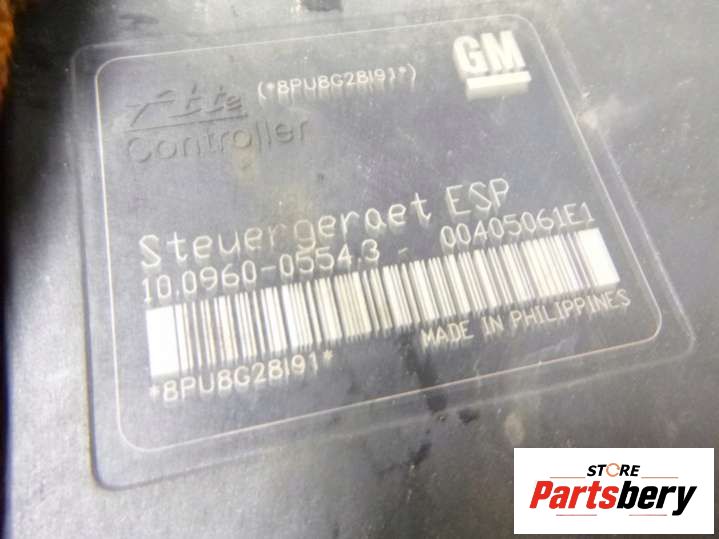 GM
(*8PU8G28I91*)
Ate
Controller
Steuergeraet ESP
10.0960-0554.3 00405061E1
*8PU8G28I91* MADE IN PHILIPPINES
STORE
Partsbery